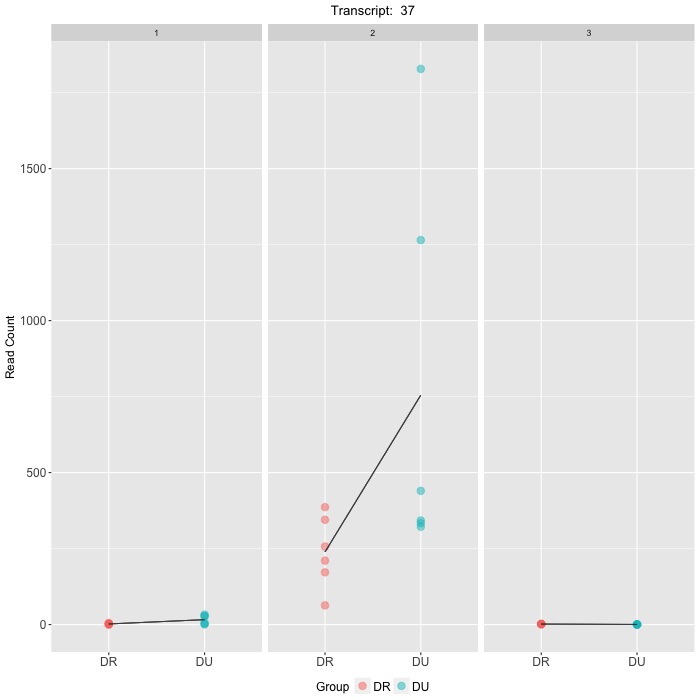 Transcript:  37
1 2 3
Read Count
1500
1000
500
0
DR DU DR DU DR DU
Group DR DU